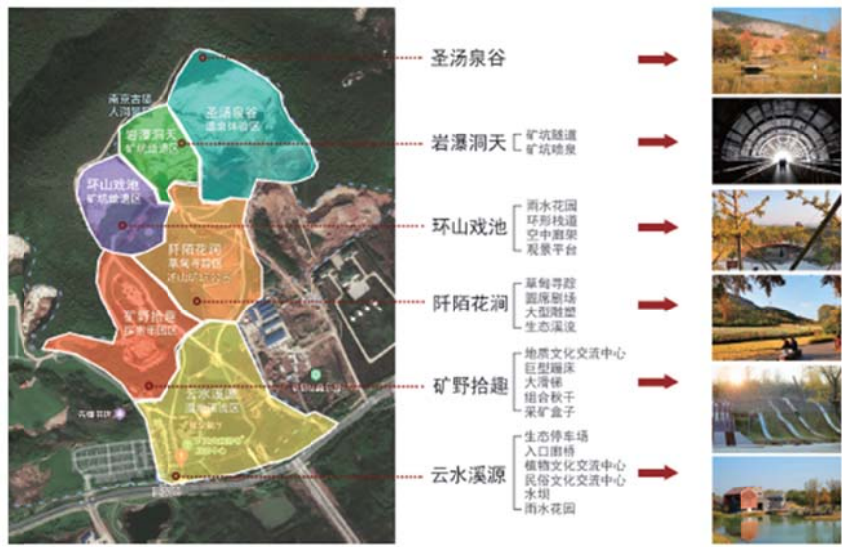 圣汤泉谷
岩瀑洞天
矿坑隧道
矿坑喷泉
环山戏池
雨水花园
环形栈道
空中廊架
观景平台
阡陌花涧
草甸寻踪
圆席剧场
大型雕塑
生态溪流
矿野拾趣
地质文化交流中心
巨型蹦床
大滑梯
组合秋千
采矿盒子
云水溪源
生态停车场
入口廊桥
植物文化交流中心
民俗文化交流中心
水坝
雨水花园
圣汤泉谷
岩瀑洞天
环山戏池
阡陌花涧
矿野拾趣
云水溪源